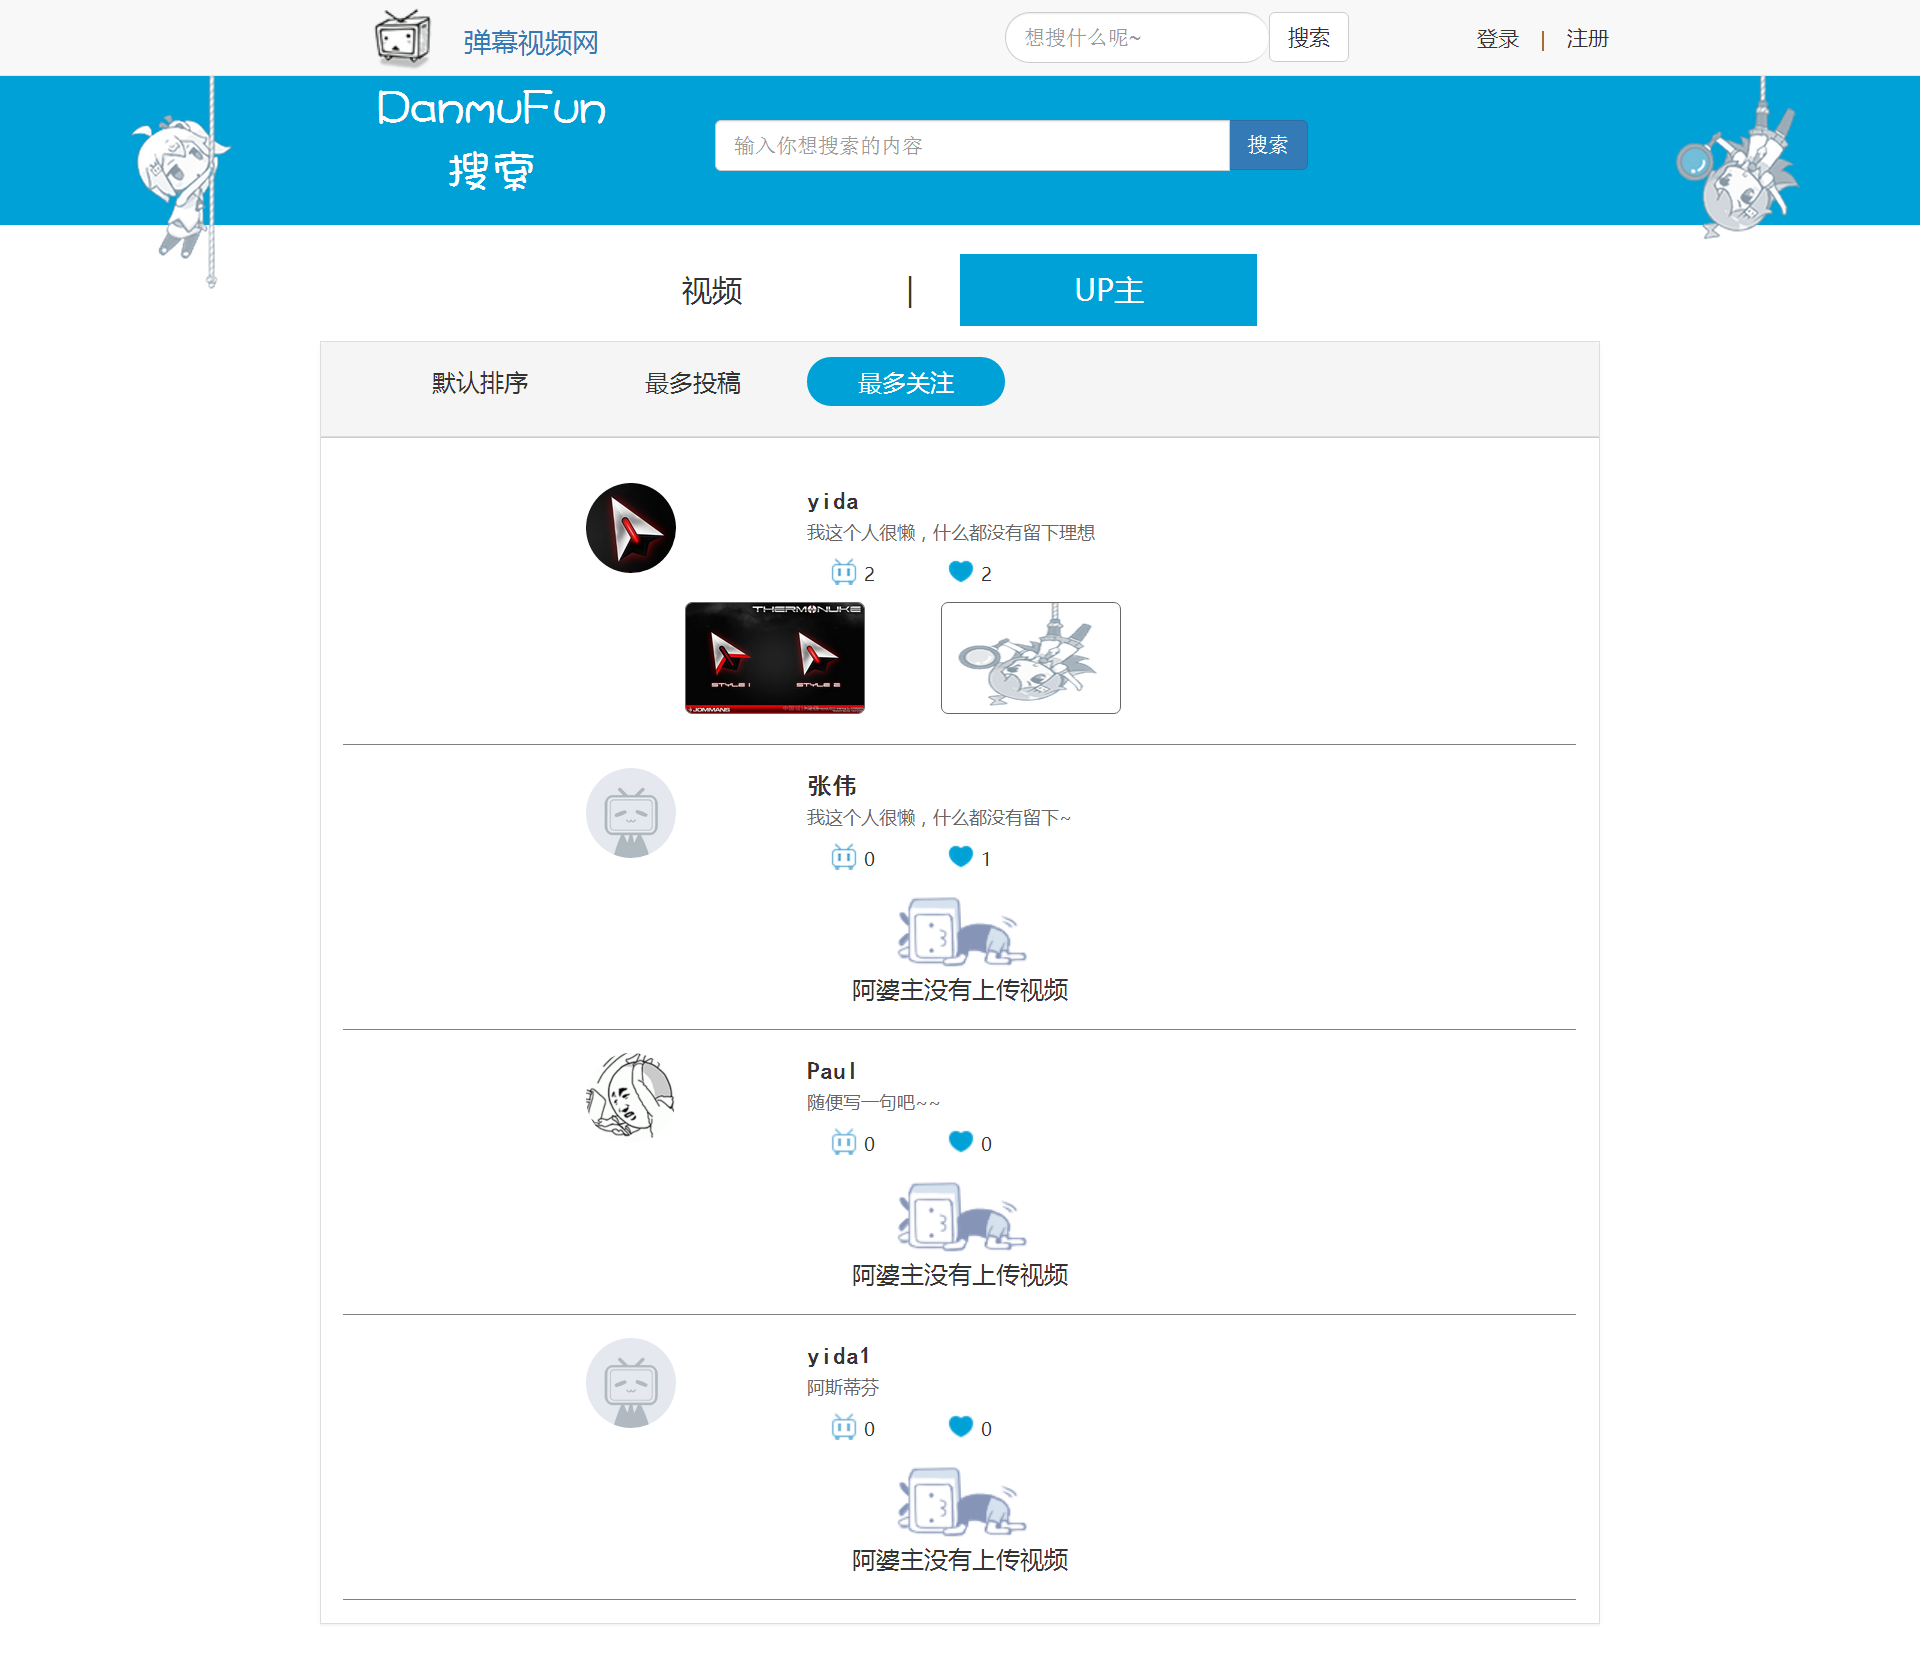 弹幕视频网
想搜什么呢~
搜索
登录 | 注册
DanmuFun
搜索
输入你想搜索的内容
搜索
视频 | UP主
默认排序 最多投稿 最多关注
yida
我这个人很懒，什么都没有留下理想
2 2
THERMONUKE
STYLE 1 STYLE 2
JOMMANS
张伟
我这个人很懒，什么都没有留下~
0 1
阿婆主没有上传视频
Paul
随便写一句吧~~
0 0
阿婆主没有上传视频
yida1
阿斯蒂芬
0 0
阿婆主没有上传视频